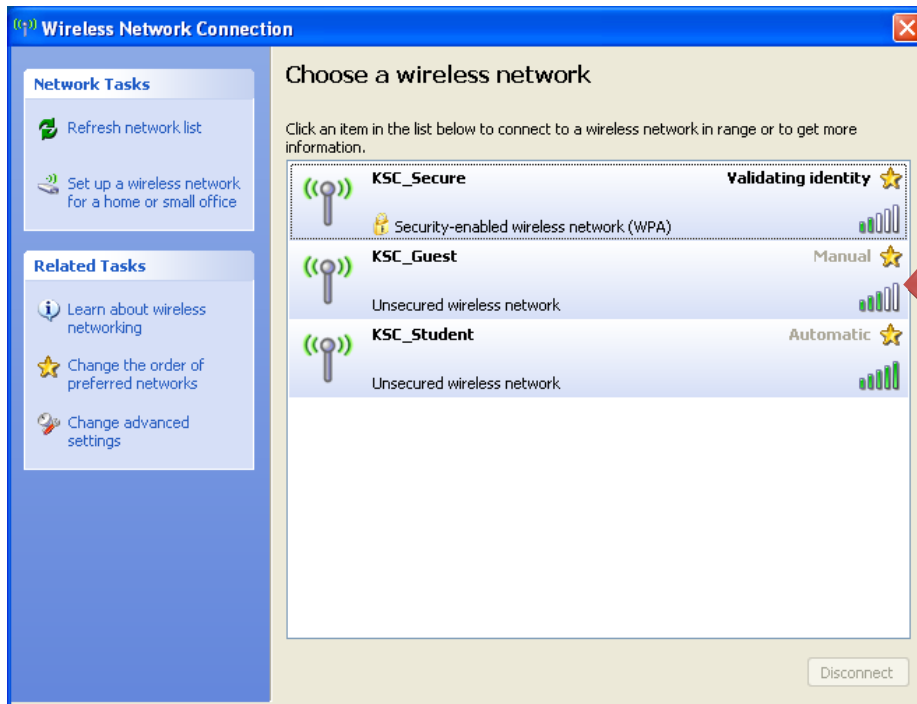 Wireless Network Connection
Network Tasks
Refresh network list
Set up a wireless network
for a home or small office
Related Tasks
Learn about wireless
networking
Change the order of
preferred networks
Change advanced
settings
Choose a wireless network
Click an item in the list below to connect to a wireless network in range or to get more
information.
KSC_Secure Validating identity
Security-enabled wireless network (WPA)
KSC_Guest Manual
Unsecured wireless network
KSC_Student Automatic
Unsecured wireless network
Disconnect